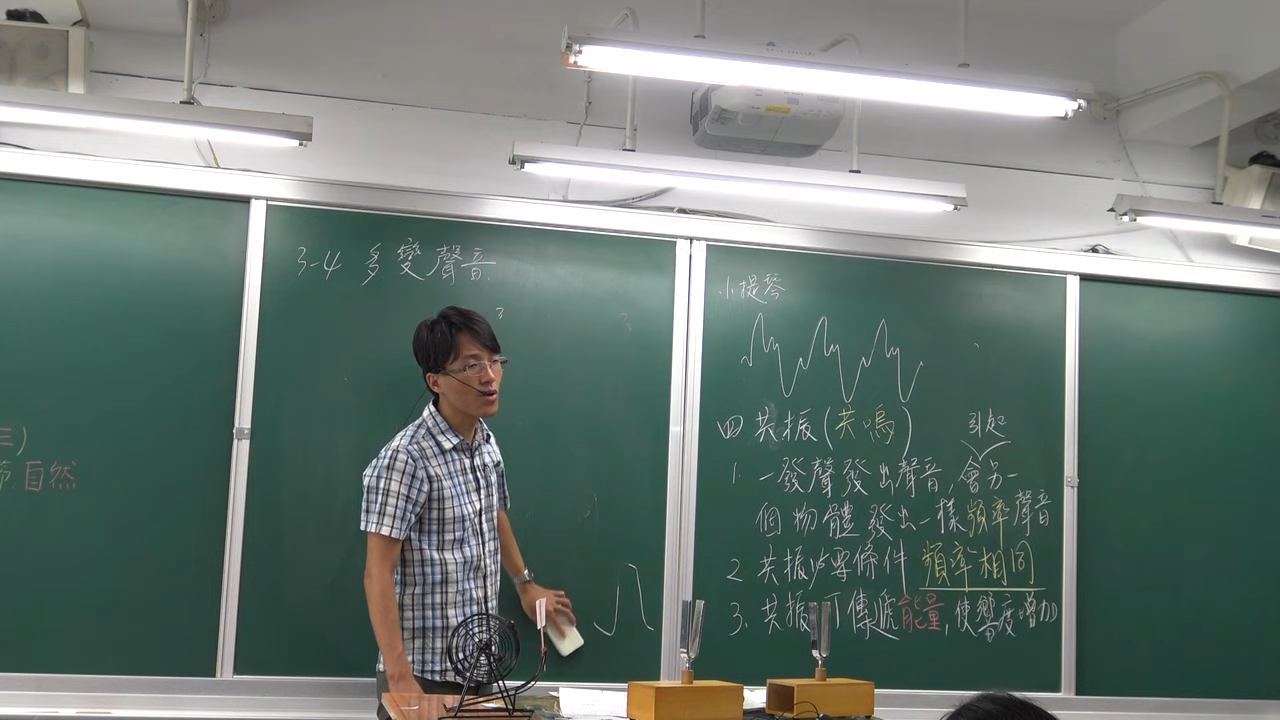 三)
節自然
3-4 多變聲音
小提琴
四共振(共鳴)
引起
1. 一發聲發出聲音,會另一
個物體發出一樣頻率聲音
2 共振必要條件 頻率相同
3. 共振可傳遞能量,使響度增加